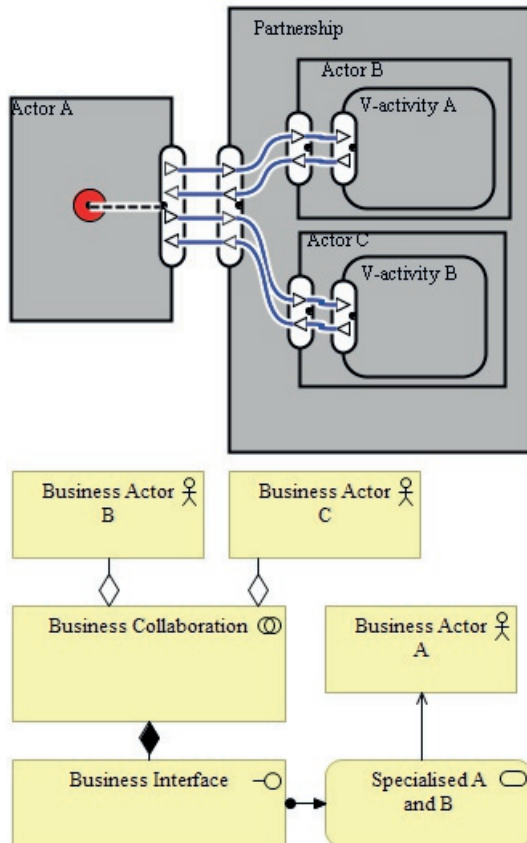 Partnership
Actor B
V-activity A
Actor A
Actor C
V-activity B
Business Actor
B
Business Actor
C
Business Collaboration
Business Actor
A
Business Interface
Specialised A
and B